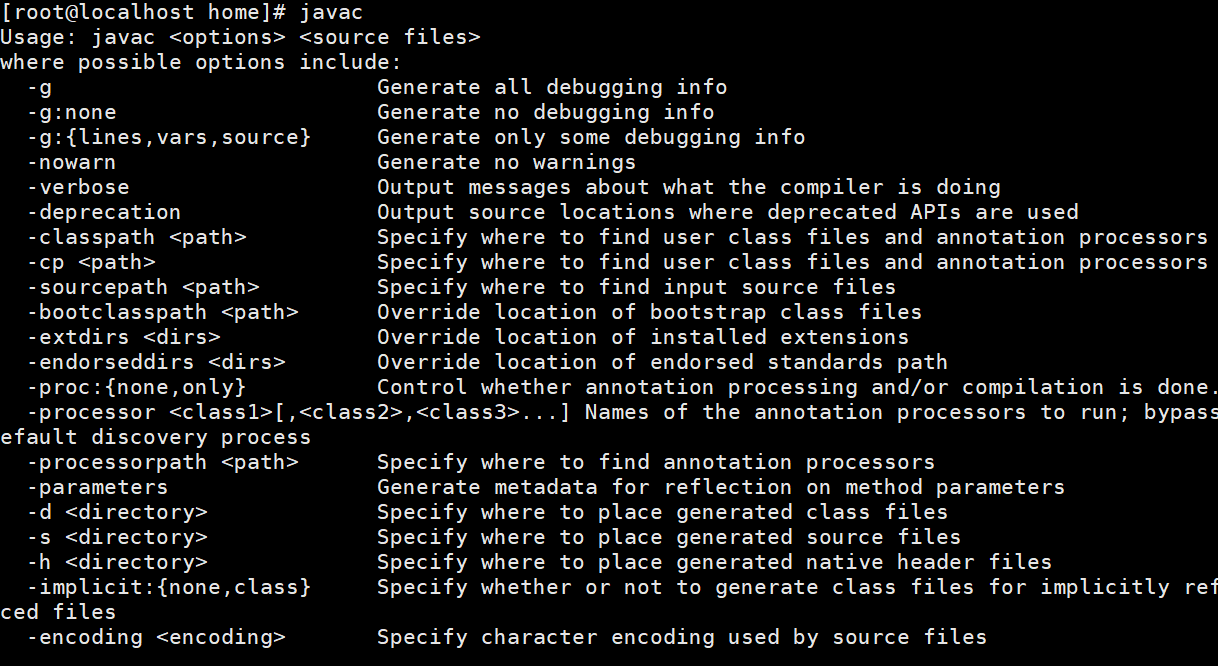 [root@localhost home]# javac
Usage: javac <options> <source files>
where possible options include:
  -g                         Generate all debugging info
  -g:none                    Generate no debugging info
  -g:{lines,vars,source}     Generate only some debugging info
  -nowarn                    Generate no warnings
  -verbose                   Output messages about what the compiler is doing
  -deprecation               Output source locations where deprecated APIs are used
  -classpath <path>          Specify where to find user class files and annotation processors
  -cp <path>                 Specify where to find user class files and annotation processors
  -sourcepath <path>         Specify where to find input source files
  -bootclasspath <path>      Override location of bootstrap class files
  -extdirs <dirs>            Override location of installed extensions
  -endorseddirs <dirs>       Override location of endorsed standards path
  -proc:{none,only}          Control whether annotation processing and/or compilation is done.
  -processor <class1>[,<class2>,<class3>...] Names of the annotation processors to run; bypass
efault discovery process
  -processorpath <path>      Specify where to find annotation processors
  -parameters                Generate metadata for reflection on method parameters
  -d <directory>             Specify where to place generated class files
  -s <directory>             Specify where to place generated source files
  -h <directory>             Specify where to place generated native header files
  -implicit:{none,class}     Specify whether or not to generate class files for implicitly ref
ced files
  -encoding <encoding>       Specify character encoding used by source files